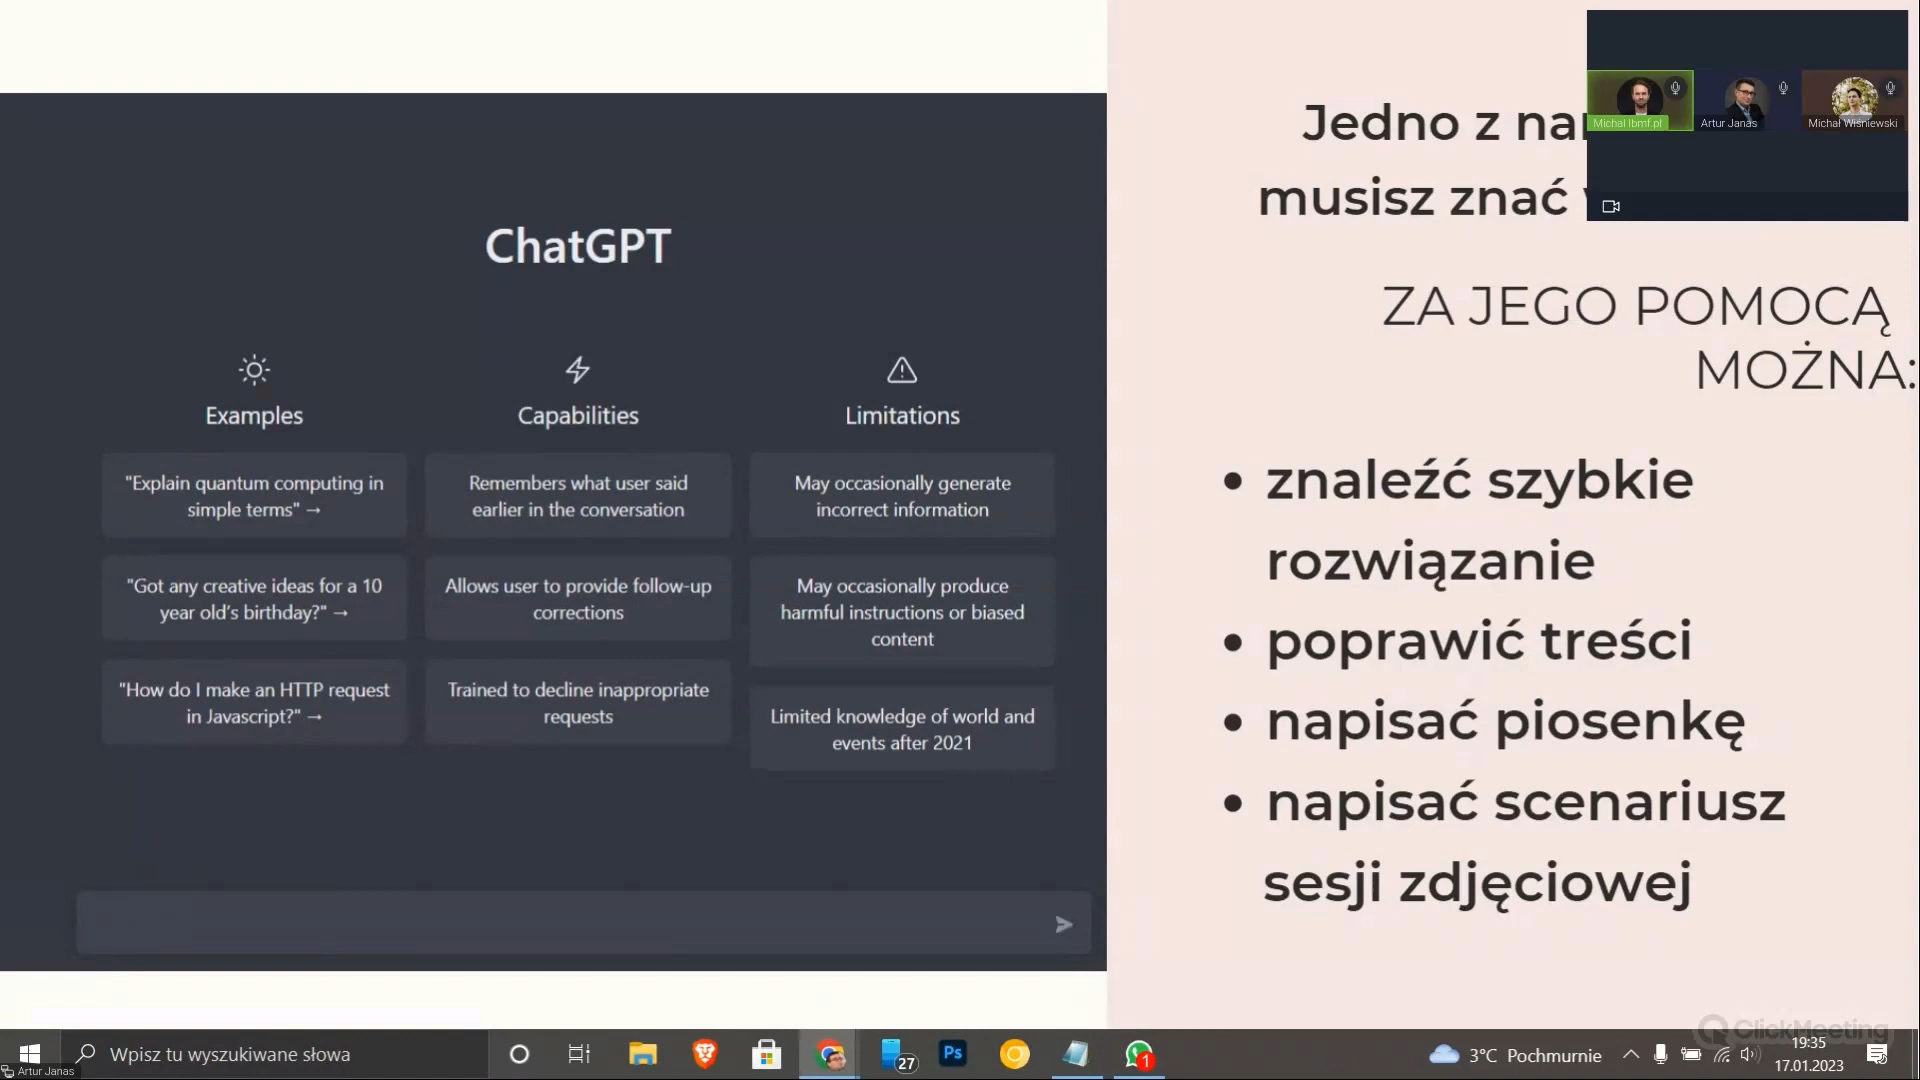 ChatGPT
Examples
"Explain quantum computing in
simple terms" →
"Got any creative ideas for a 10
year old's birthday?" →
"How do I make an HTTP request
in Javascript?" →
Capabilities
Remembers what user said
earlier in the conversation
Allows user to provide follow-up
corrections
Trained to decline inappropriate
requests
Limitations
May occasionally generate
incorrect information
May occasionally produce
harmful instructions or biased
content
Limited knowledge of world and
events after 2021
Jedno z
musisz znać
ZA JEGO POMOCĄ
MOŻNA:
• znaleźć szybkie
rozwiązanie
• poprawić treści
• napisać piosenkę
• napisać scenariusz
sesji zdjęciowej
Michal Ibmf.pl
Artur Janas
Michał Wiśniewski
ClickMeeting
Wpisz tu wyszukiwane słowa
27
Ps
1
3°C Pochmurnie
19:35
17.01.2023
Artur Janas